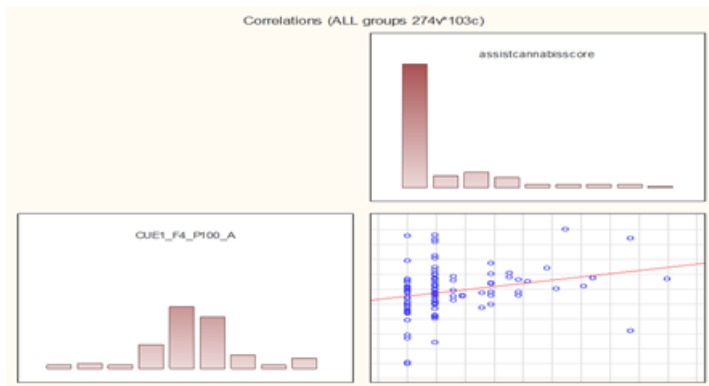 Correlations (ALL groups 274v*103c)
assistcannabisscore
CUE1_F4_P100_A